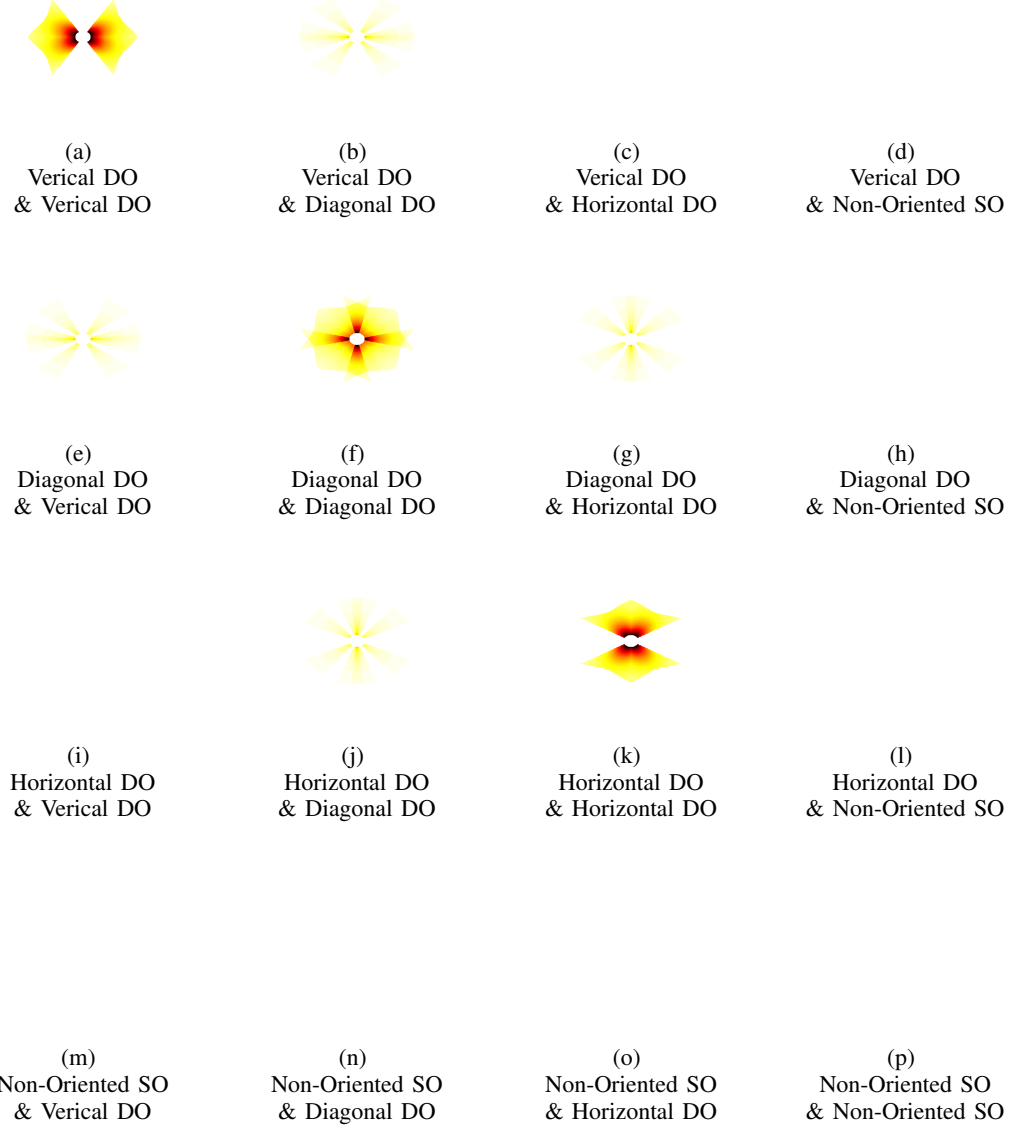 (a)
Verical DO
& Verical DO
(b)
Verical DO
& Diagonal DO
(c)
Verical DO
& Horizontal DO
(d)
Verical DO
& Non-Oriented SO
(e)
Diagonal DO
& Verical DO
(f)
Diagonal DO
& Diagonal DO
(g)
Diagonal DO
& Horizontal DO
(h)
Diagonal DO
& Non-Oriented SO
(i)
Horizontal DO
& Verical DO
(j)
Horizontal DO
& Diagonal DO
(k)
Horizontal DO
& Horizontal DO
(l)
Horizontal DO
& Non-Oriented SO
(m)
Non-Oriented SO
& Verical DO
(n)
Non-Oriented SO
& Diagonal DO
(o)
Non-Oriented SO
& Horizontal DO
(p)
Non-Oriented SO
& Non-Oriented SO